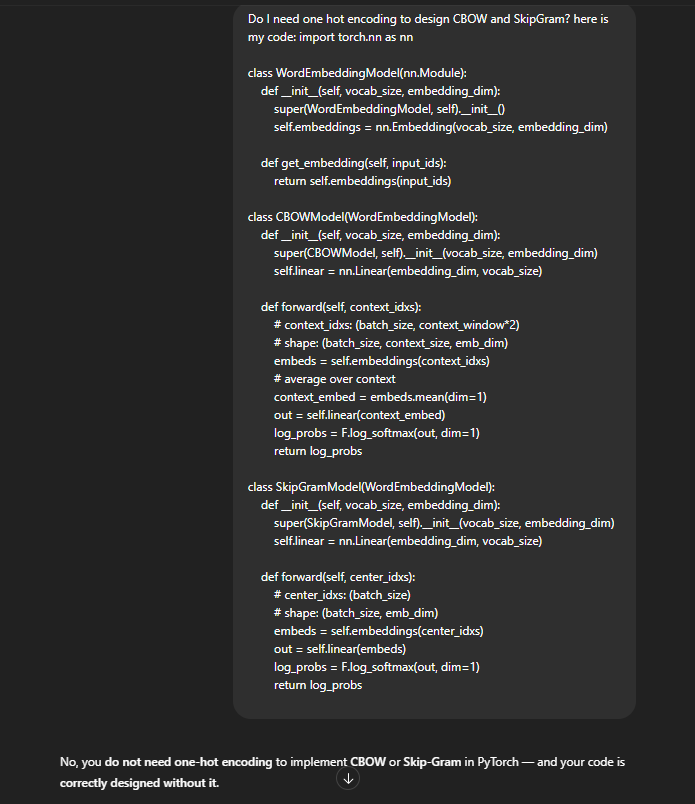 Do I need one hot encoding to design CBOW and SkipGram? here is
my code: import torch.nn as nn
class WordEmbeddingModel(nn.Module):
def __init__(self, vocab_size, embedding_dim):
super(WordEmbeddingModel, self).__init__()
self.embeddings = nn.Embedding(vocab_size, embedding_dim)
def get_embedding(self, input_ids):
return self.embeddings(input_ids)
class CBOWModel(WordEmbeddingModel):
def __init__(self, vocab_size, embedding_dim):
super(CBOWModel, self).__init__(vocab_size, embedding_dim)
self.linear = nn.Linear(embedding_dim, vocab_size)
def forward(self, context_idxs):
# context_idxs: (batch_size, context_window*2)
# shape: (batch_size, context_size, emb_dim)
embeds = self.embeddings(context_idxs)
# average over context
context_embed = embeds.mean(dim=1)
out = self.linear(context_embed)
log_probs = F.log_softmax(out, dim=1)
return log_probs
class SkipGramModel(WordEmbeddingModel):
def __init__(self, vocab_size, embedding_dim):
super(SkipGramModel, self).__init__(vocab_size, embedding_dim)
self.linear = nn.Linear(embedding_dim, vocab_size)
def forward(self, center_idxs):
# center_idxs: (batch_size)
# shape: (batch_size, emb_dim)
embeds = self.embeddings(center_idxs)
out = self.linear(embeds)
log_probs = F.log_softmax(out, dim=1)
return log_probs
No, you do not need one-hot encoding to implement CBOW or Skip-Gram in PyTorch — and your code is
correctly designed without it.